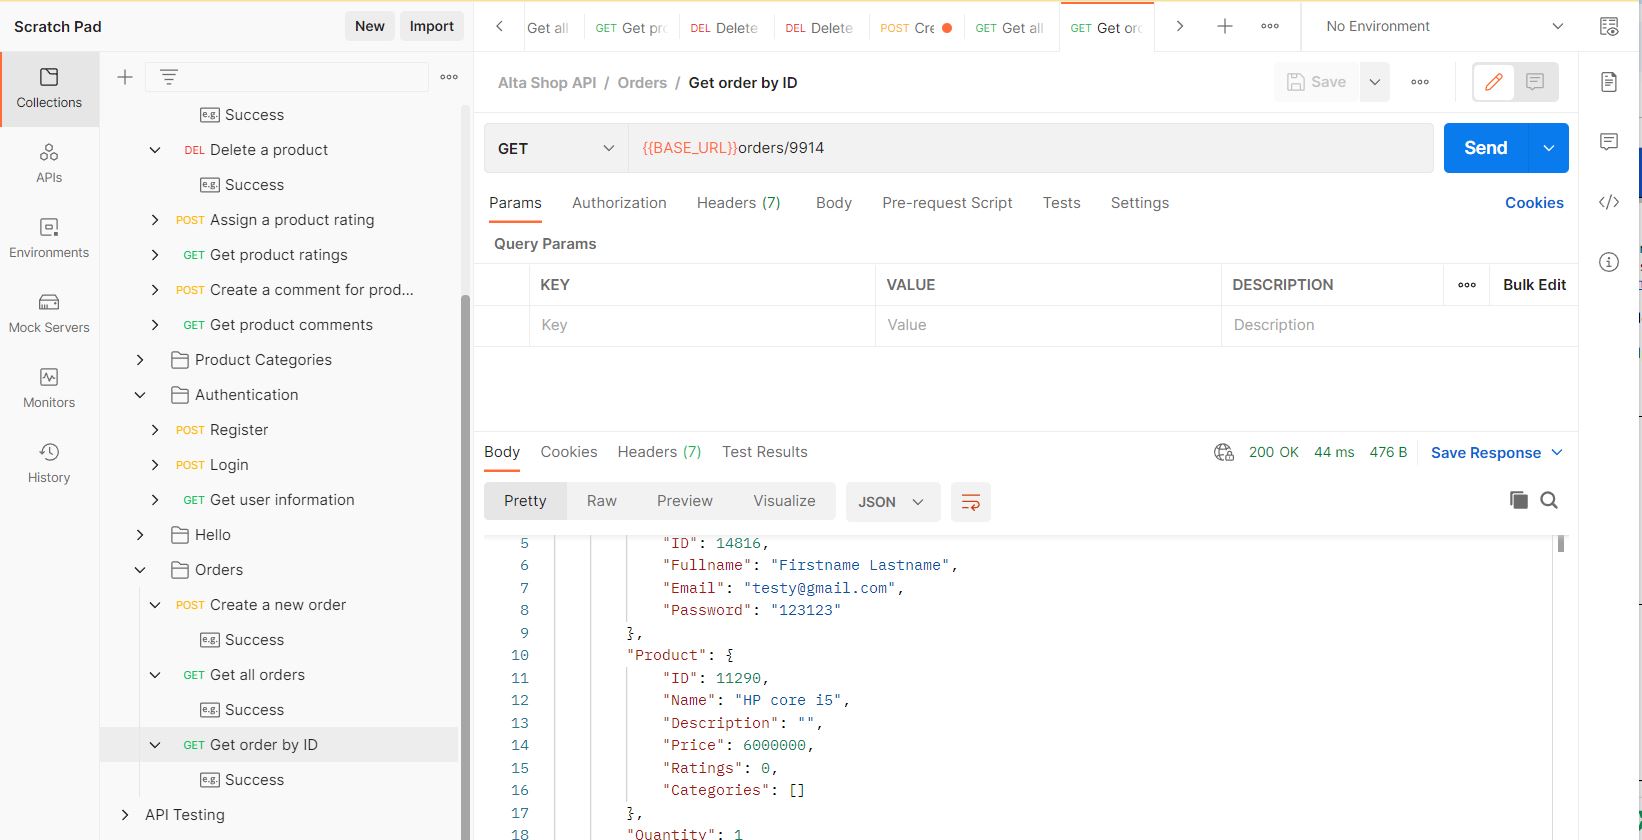 Scratch Pad
New
Import
Get all
GET Get pro
DEL Delete
DEL Delete
POST Cre
GET Get all
GET Get or
No Environment
Collections
APIs
Environments
Mock Servers
Monitors
History
e.g. Success
DEL Delete a product
e.g. Success
POST Assign a product rating
GET Get product ratings
POST Create a comment for prod...
GET Get product comments
Product Categories
Authentication
POST Register
POST Login
GET Get user information
Hello
Orders
POST Create a new order
e.g. Success
GET Get all orders
e.g. Success
GET Get order by ID
e.g. Success
API Testing
Alta Shop API / Orders / Get order by ID
Save
GET
{{BASE_URL}}orders/9914
Send
Params Authorization Headers (7) Body Pre-request Script Tests Settings
Cookies
Query Params
KEY VALUE DESCRIPTION Bulk Edit
Key Value Description
Body Cookies Headers (7) Test Results
200 OK 44 ms 476 B Save Response
Pretty Raw Preview Visualize JSON
5 "ID": 14816,
6 "Fullname": "Firstname Lastname",
7 "Email": "testy@gmail.com",
8 "Password": "123123"
9 },
10 "Product": {
11 "ID": 11290,
12 "Name": "HP core i5",
13 "Description": "",
14 "Price": 6000000,
15 "Ratings": 0,
16 "Categories": []
17 },
18 "Quantity": 1